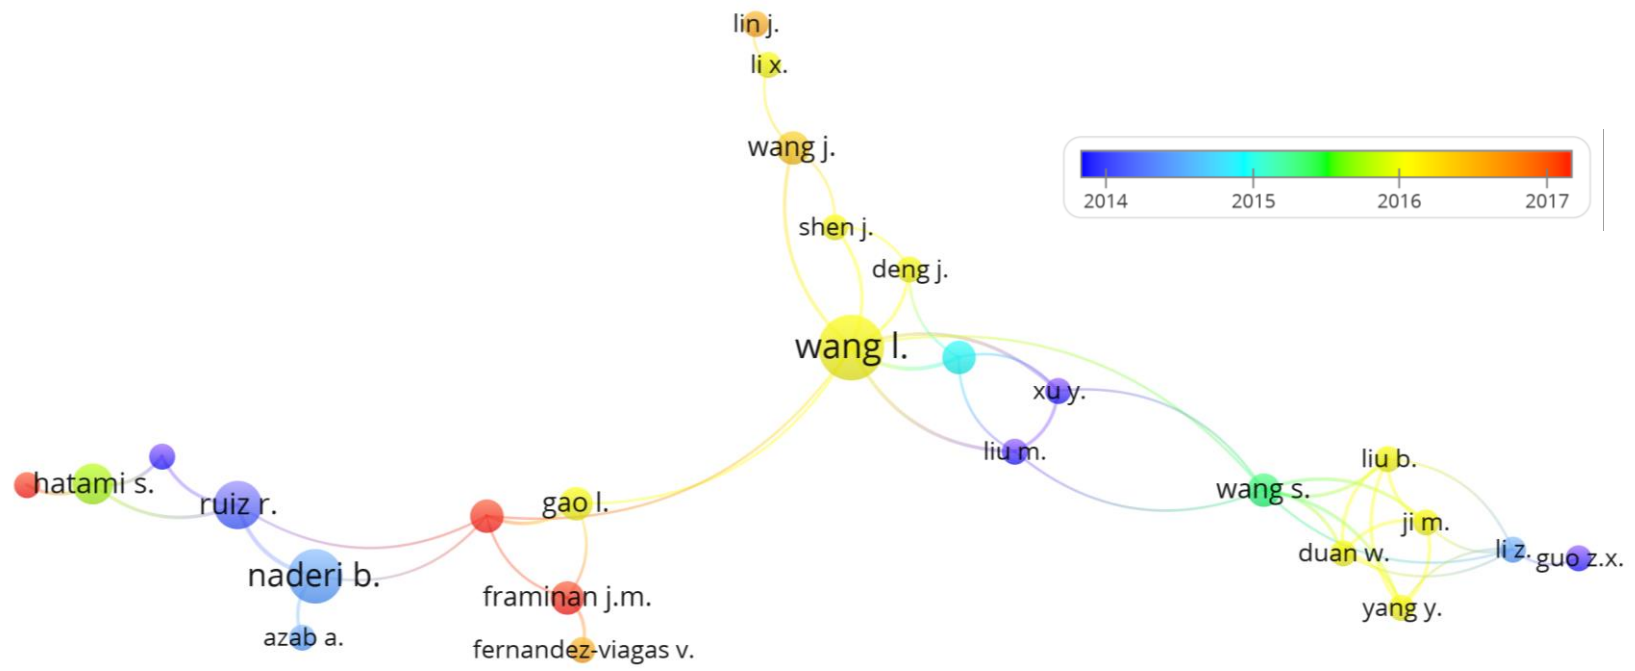 lin j.
li x.
wang j.
2014 2015 2016 2017
shen j.
deng j.
wang l.
xu y.
liu m.
liu b.
hatami s.
wang s.
ruiz r.
gao l.
ji m.
duan w.
li z.
guo z.x.
naderi b.
framinan j.m.
yang y.
azab a.
fernandez-viagas v.